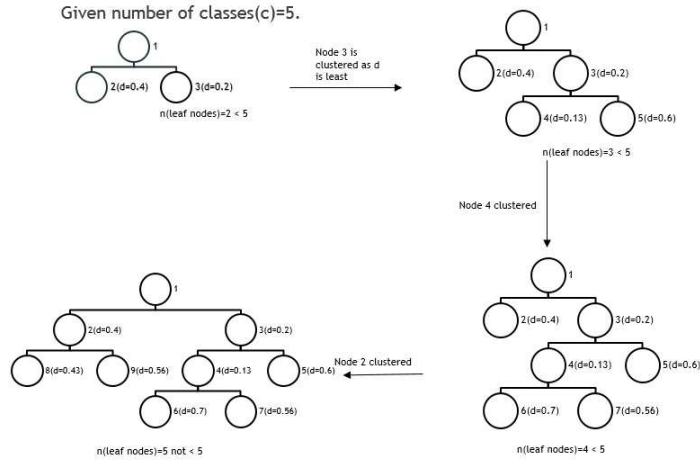 Given number of classes(c)=5.
1
2(d=0.4)
3(d=0.2)
n(leaf nodes)=2 < 5
Node 3 is
clustered as d
is least
1
2(d=0.4)
3(d=0.2)
4(d=0.13)
5(d=0.6)
n(leaf nodes)=3 < 5
Node 4 clustered
1
2(d=0.4)
3(d=0.2)
4(d=0.13)
5(d=0.6)
6(d=0.7)
7(d=0.56)
n(leaf nodes)=4 < 5
Node 2 clustered
1
2(d=0.4)
3(d=0.2)
8(d=0.43)
9(d=0.56)
4(d=0.13
5(d=0.6)
6(d=0.7)
7(d=0.56)
n(leaf nodes)=5 not < 5